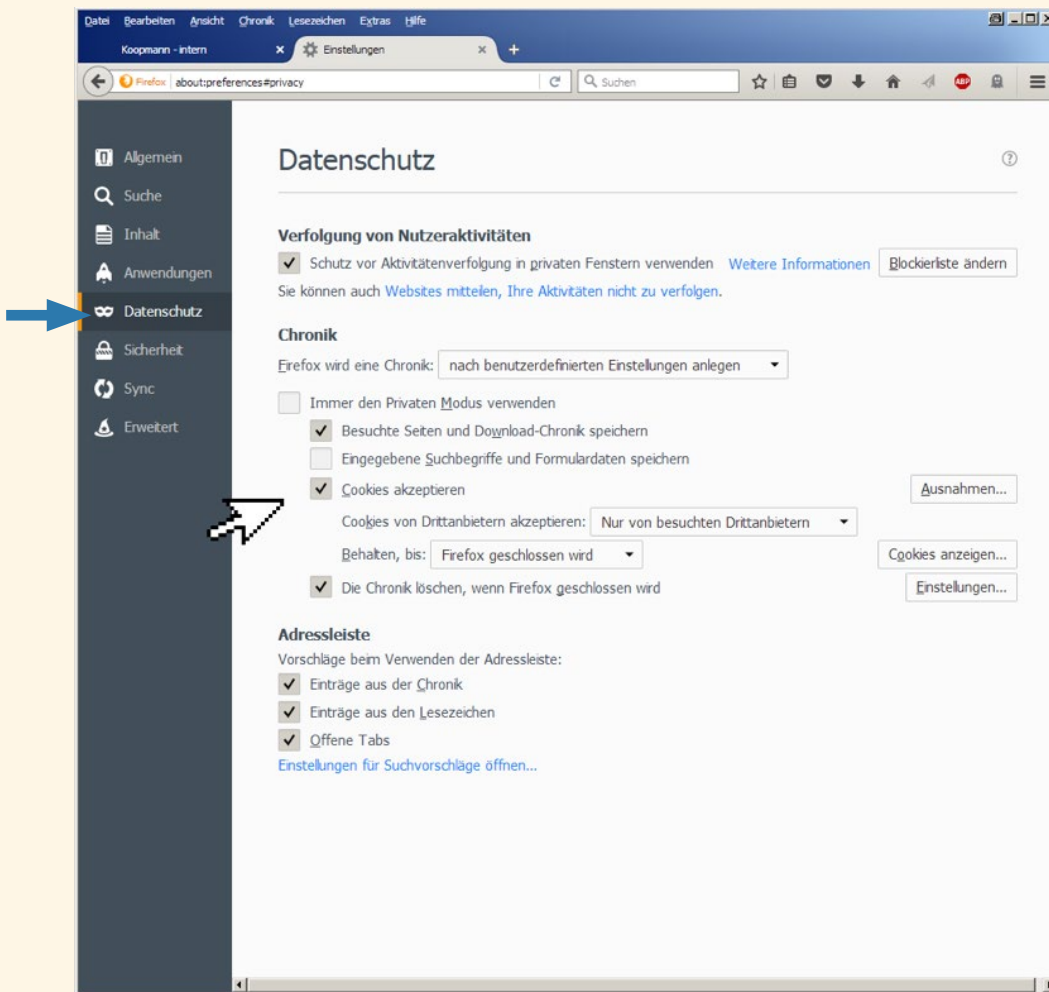 Datei Bearbeiten Ansicht Chronik Lesezeichen Extras Hilfe
Koopmann - intern × Einstellungen × +
Firefox about:preferences#privacy Suchen ABP
Allgemein
Suche
Inhalt
Anwendungen
Datenschutz
Sicherheit
Sync
Erweitert
Datenschutz ?
Verfolgung von Nutzeraktivitäten
Schutz vor Aktivitätenverfolgung in privaten Fenstern verwenden Weitere Informationen Blockierliste ändern
Sie können auch Websites mitteilen, Ihre Aktivitäten nicht zu verfolgen.
Chronik
Firefox wird eine Chronik: nach benutzerdefinierten Einstellungen anlegen
Immer den Privaten Modus verwenden
Besuchte Seiten und Download-Chronik speichern
Eingegebene Suchbegriffe und Formulardaten speichern
Cookies akzeptieren Ausnahmen...
Cookies von Drittanbietern akzeptieren: Nur von besuchten Drittanbietern
Behalten, bis: Firefox geschlossen wird Cookies anzeigen...
Die Chronik löschen, wenn Firefox geschlossen wird Einstellungen...
Adressleiste
Vorschläge beim Verwenden der Adressleiste:
Einträge aus der Chronik
Einträge aus den Lesezeichen
Offene Tabs
Einstellungen für Suchvorschläge öffnen...